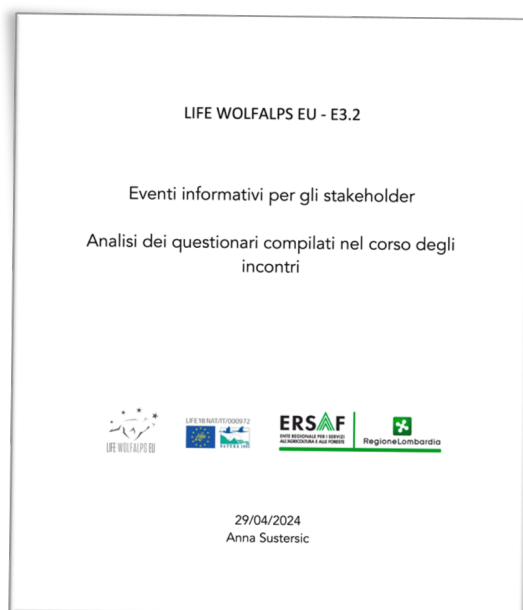 LIFE WOLFALPS EU - E3.2
Eventi informativi per gli stakeholder
Analisi dei questionari compilati nel corso degli
incontri
LIFE WOLFALPS EU
LIFE18 NAT/IT/000972
NATURA 2000
ERSAF
ENTE REGIONALE PER I SERVIZI
ALL'AGRICOLTURA E ALLE FORESTE
RegioneLombardia
29/04/2024
Anna Sustersic